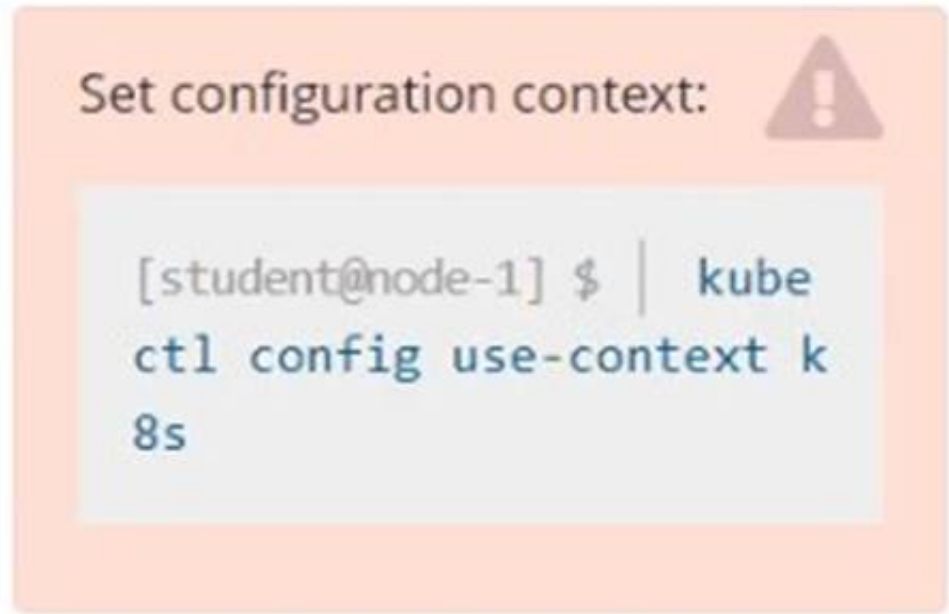 Set configuration context:
[student@node-1] $ | kube
ctl config use-context k
8s